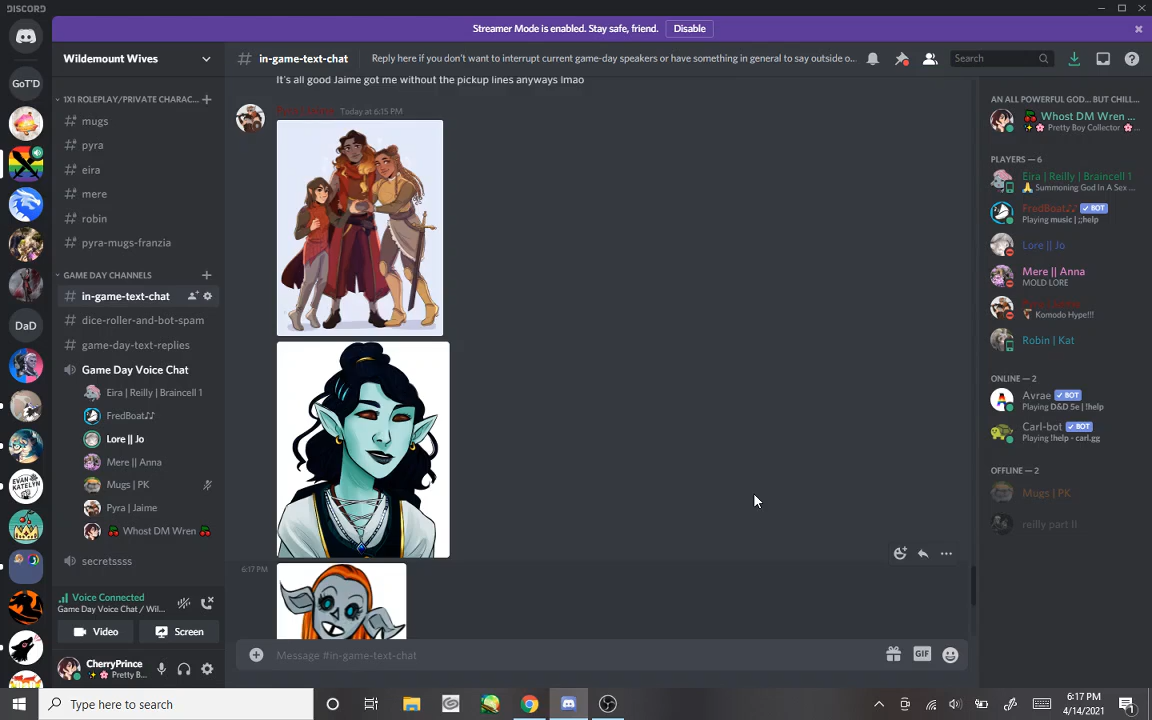 DISCORD
Streamer Mode is enabled. Stay safe, friend.
Disable
Wildemount Wives
in-game-text-chat
Reply here if you don't want to interrupt current game-day speakers or have something in general to say outside o...
Search
GoT'D
1X1 ROLEPLAY/PRIVATE CHARAC...
mugs
pyra
eira
mere
robin
pyra-mugs-franzia
GAME DAY CHANNELS
in-game-text-chat
dice-roller-and-bot-spam
game-day-text-replies
Game Day Voice Chat
Eira | Reilly | Braincell 1
FredBoat♪♪
Lore || Jo
Mere || Anna
Mugs | PK
Pyra | Jaime
🍒 Whost DM Wren 🍒
secretssss
DaD
EVAN KATELYN
Voice Connected
Game Day Voice Chat / Wil...
Video
Screen
CherryPrince
✨🌸 Pretty B...
It's all good Jaime got me without the pickup lines anyways lmao
Today at 6:15 PM
6:17 PM
Message #in-game-text-chat
GIF
AN ALL POWERFUL GOD... BUT CHILL...
🍒 Whost DM Wren ...
✨🌸 Pretty Boy Collector 🌸...
PLAYERS — 6
Eira | Reilly | Braincell 1
🙏 Summoning God In A Sex ...
FredBoat♪♪ ✓ BOT
Playing music | ;;help
Lore || Jo
Mere || Anna
MOLD LORE
Komodo Hype!!!
Robin | Kat
ONLINE — 2
Avrae ✓ BOT
Playing D&D 5e | !help
Carl-bot ✓ BOT
Playing !help - carl.gg
OFFLINE — 2
Mugs | PK
reilly part II
Type here to search
6:17 PM
4/14/2021
1